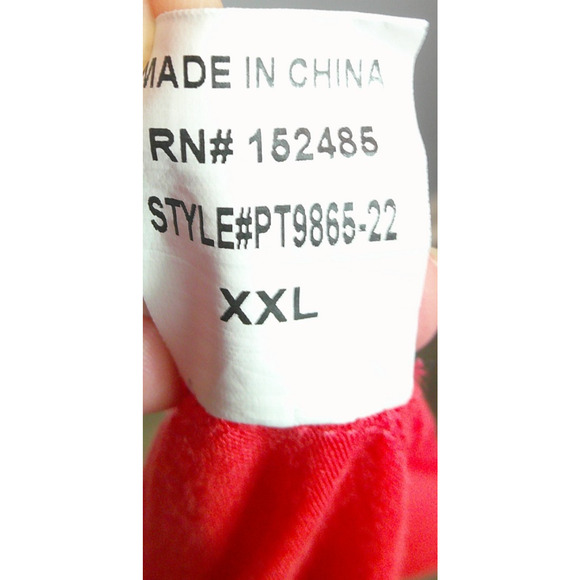 MADE IN CHINA
RN# 152485
STYLE#PT9865-22
XXL